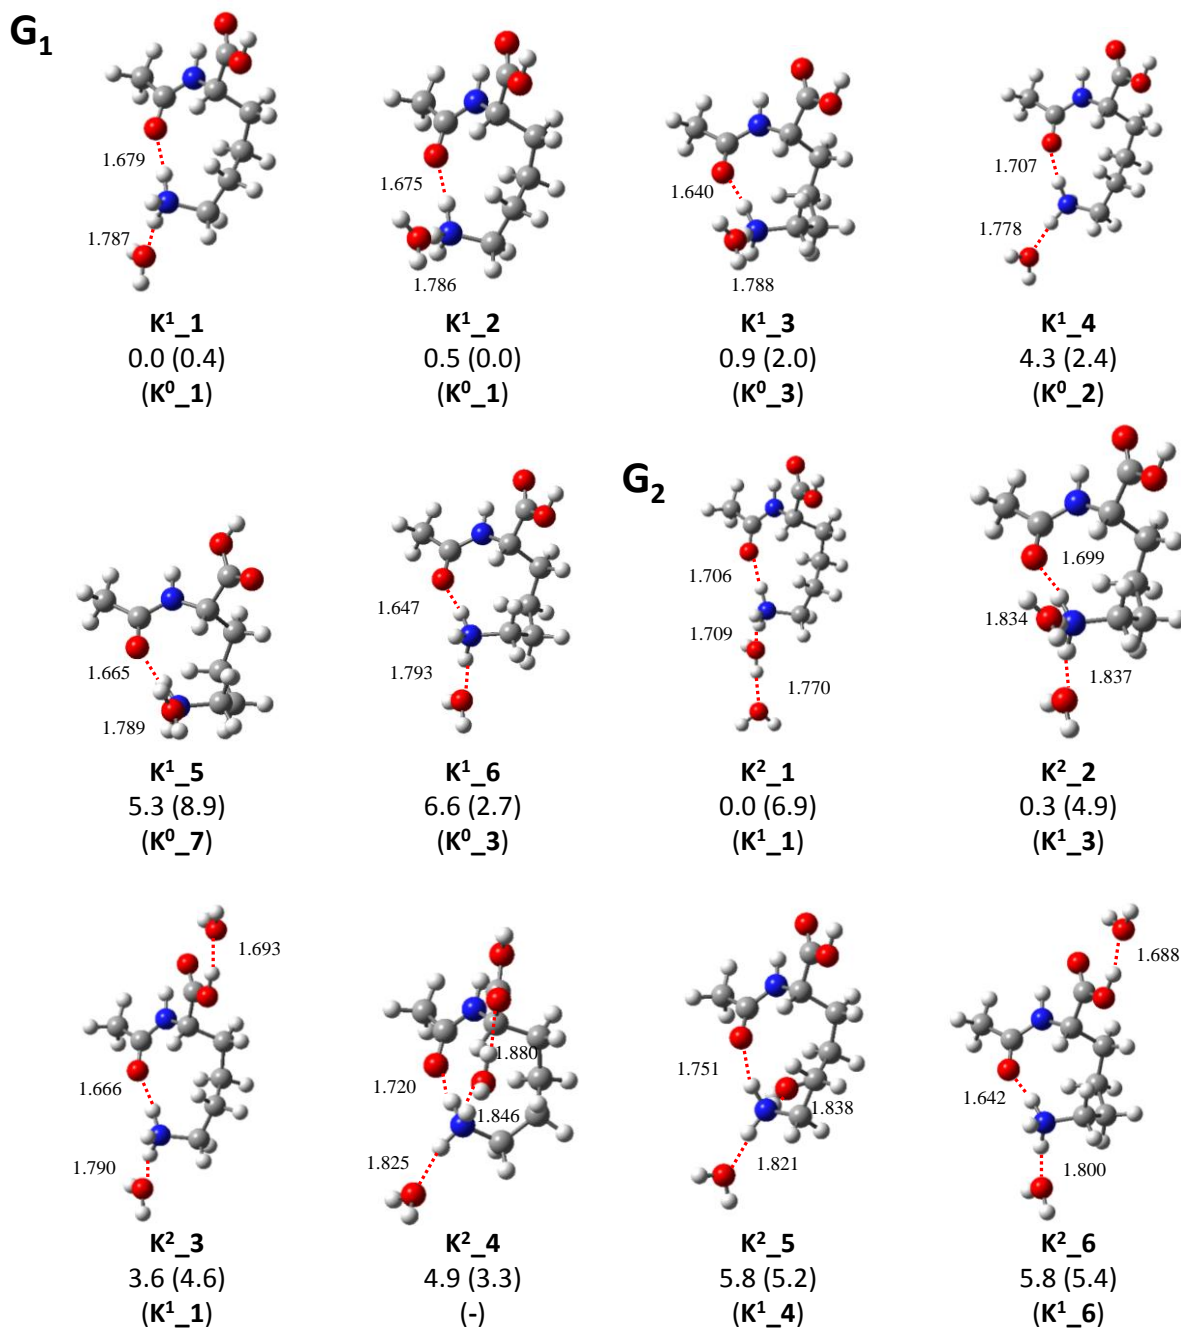 G₁
1.679
1.787
K¹_1
0.0 (0.4)
(K⁰_1)
1.675
1.786
K¹_2
0.5 (0.0)
(K⁰_1)
1.640
1.788
K¹_3
0.9 (2.0)
(K⁰_3)
1.707
1.778
K¹_4
4.3 (2.4)
(K⁰_2)
1.665
1.789
K¹_5
5.3 (8.9)
(K⁰_7)
1.647
1.793
K¹_6
6.6 (2.7)
(K⁰_3)
G₂
1.706
1.709
1.770
K²_1
0.0 (6.9)
(K¹_1)
1.699
1.834
1.837
K²_2
0.3 (4.9)
(K¹_3)
1.693
1.666
1.790
K²_3
3.6 (4.6)
(K¹_1)
1.880
1.720
1.846
1.825
K²_4
4.9 (3.3)
(-)
1.751
1.838
1.821
K²_5
5.8 (5.2)
(K¹_4)
1.688
1.642
1.800
K²_6
5.8 (5.4)
(K¹_6)